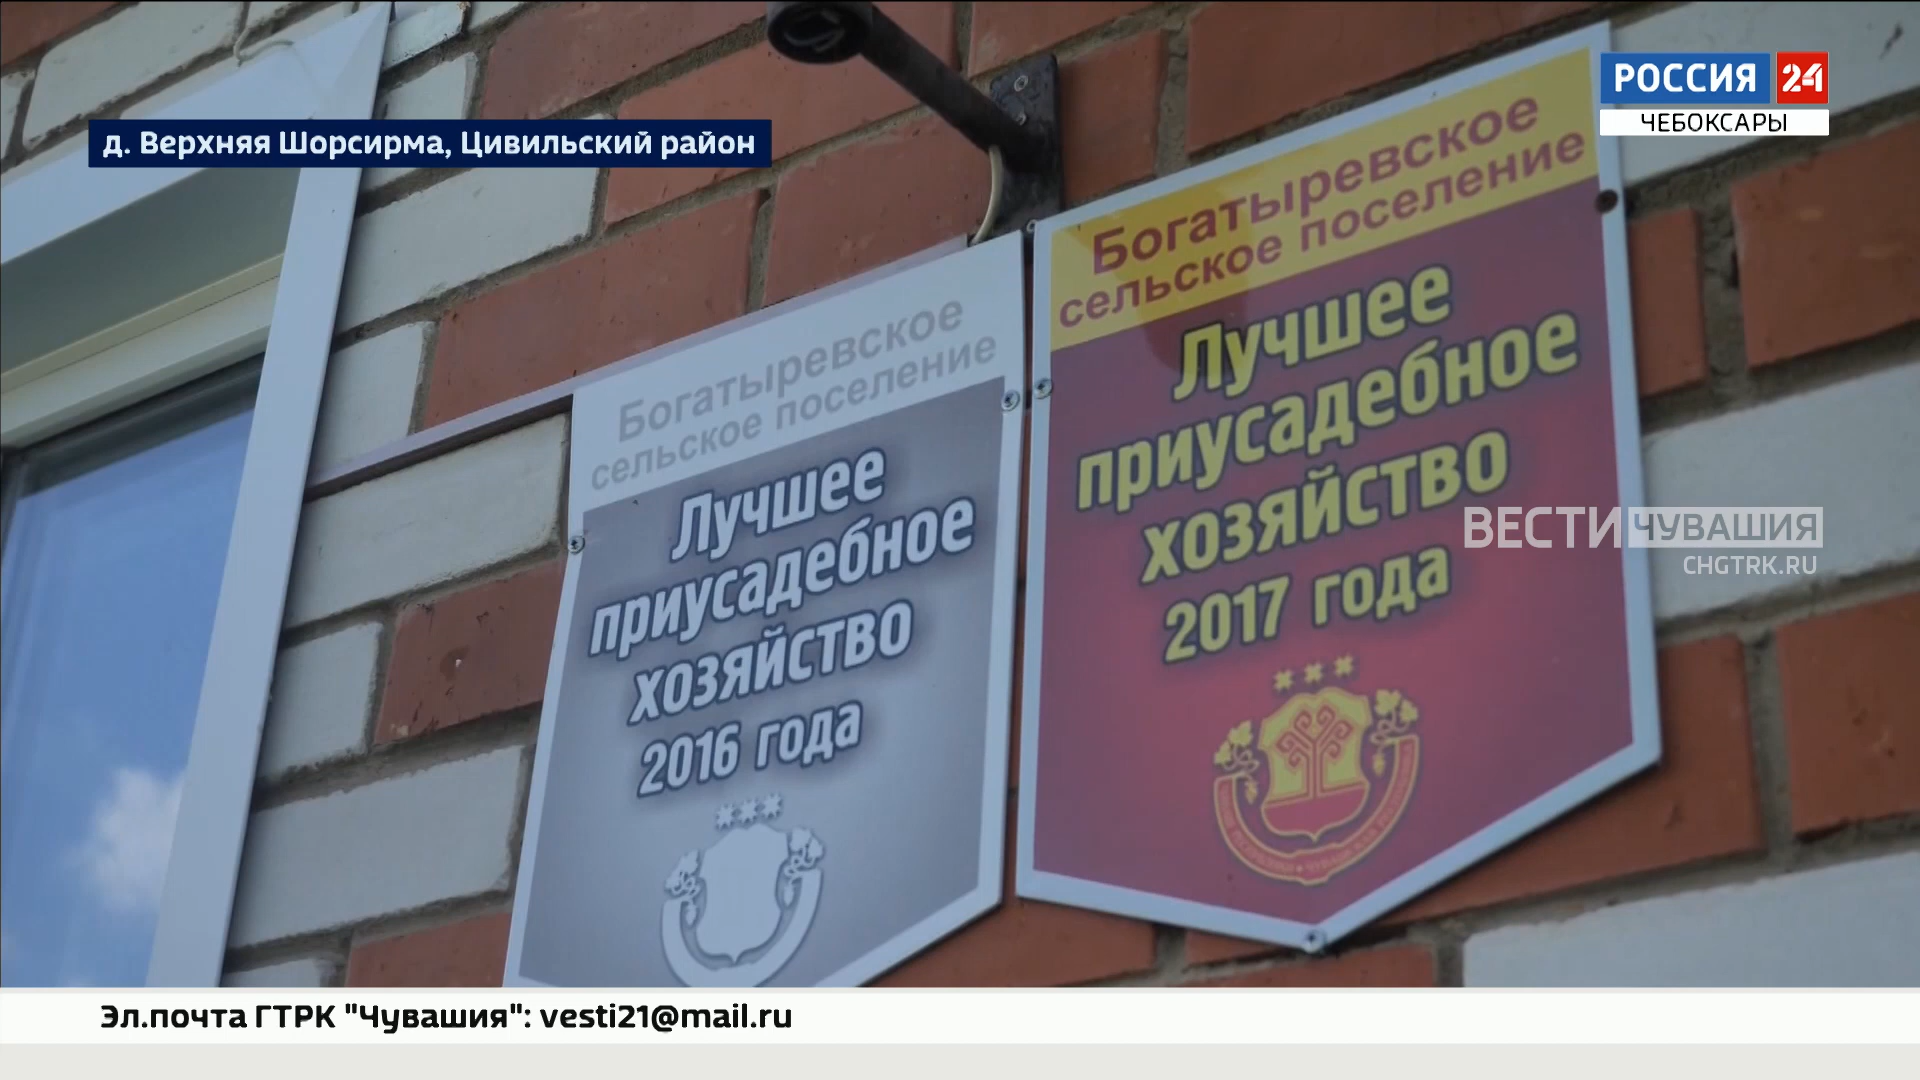 РОССИЯ 24
ЧЕБОКСАРЫ
д. Верхняя Шорсирма, Цивильский район
Богатыревское
сельское поселение
Лучшее
приусадебное
хозяйство
2016 года
Богатыревское
сельское поселение
Лучшее
приусадебное
хозяйство
2017 года
ВЕСТИ ЧУВАШИЯ
CHGTRK.RU
Эл.почта ГТРК "Чувашия": vesti21@mail.ru